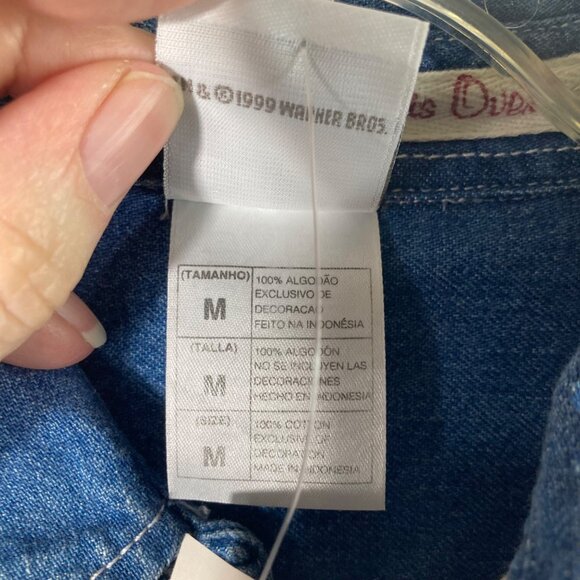 & ©1999 WARNER BROS.
(TAMANHO)
M
100% ALGODÃO
EXCLUSIVO DE
DECORACAO
FEITO NA INDONÉSIA
(TALLA)
M
100% ALGODÓN
NO SE INCLUYEN LAS
DECORACIONES
HECHO EN INDONESIA
(SIZE)
M
100% COTTON
EXCLUSIVE OF
DECORATION
MADE IN INDONESIA